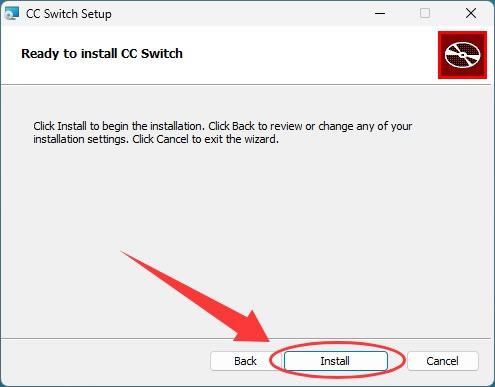 CC Switch Setup
Ready to install CC Switch
Click Install to begin the installation. Click Back to review or change any of your
installation settings. Click Cancel to exit the wizard.
Back Install Cancel